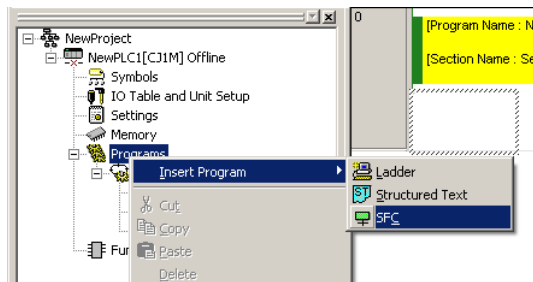 NewProject
NewPLC1[CJ1M] Offline
Symbols
IO Table and Unit Setup
Settings
Memory
Programs
Insert Program
Cut
Copy
Paste
Delete
Ladder
ST Structured Text
SFC
0
[Program Name : N
[Section Name : Se